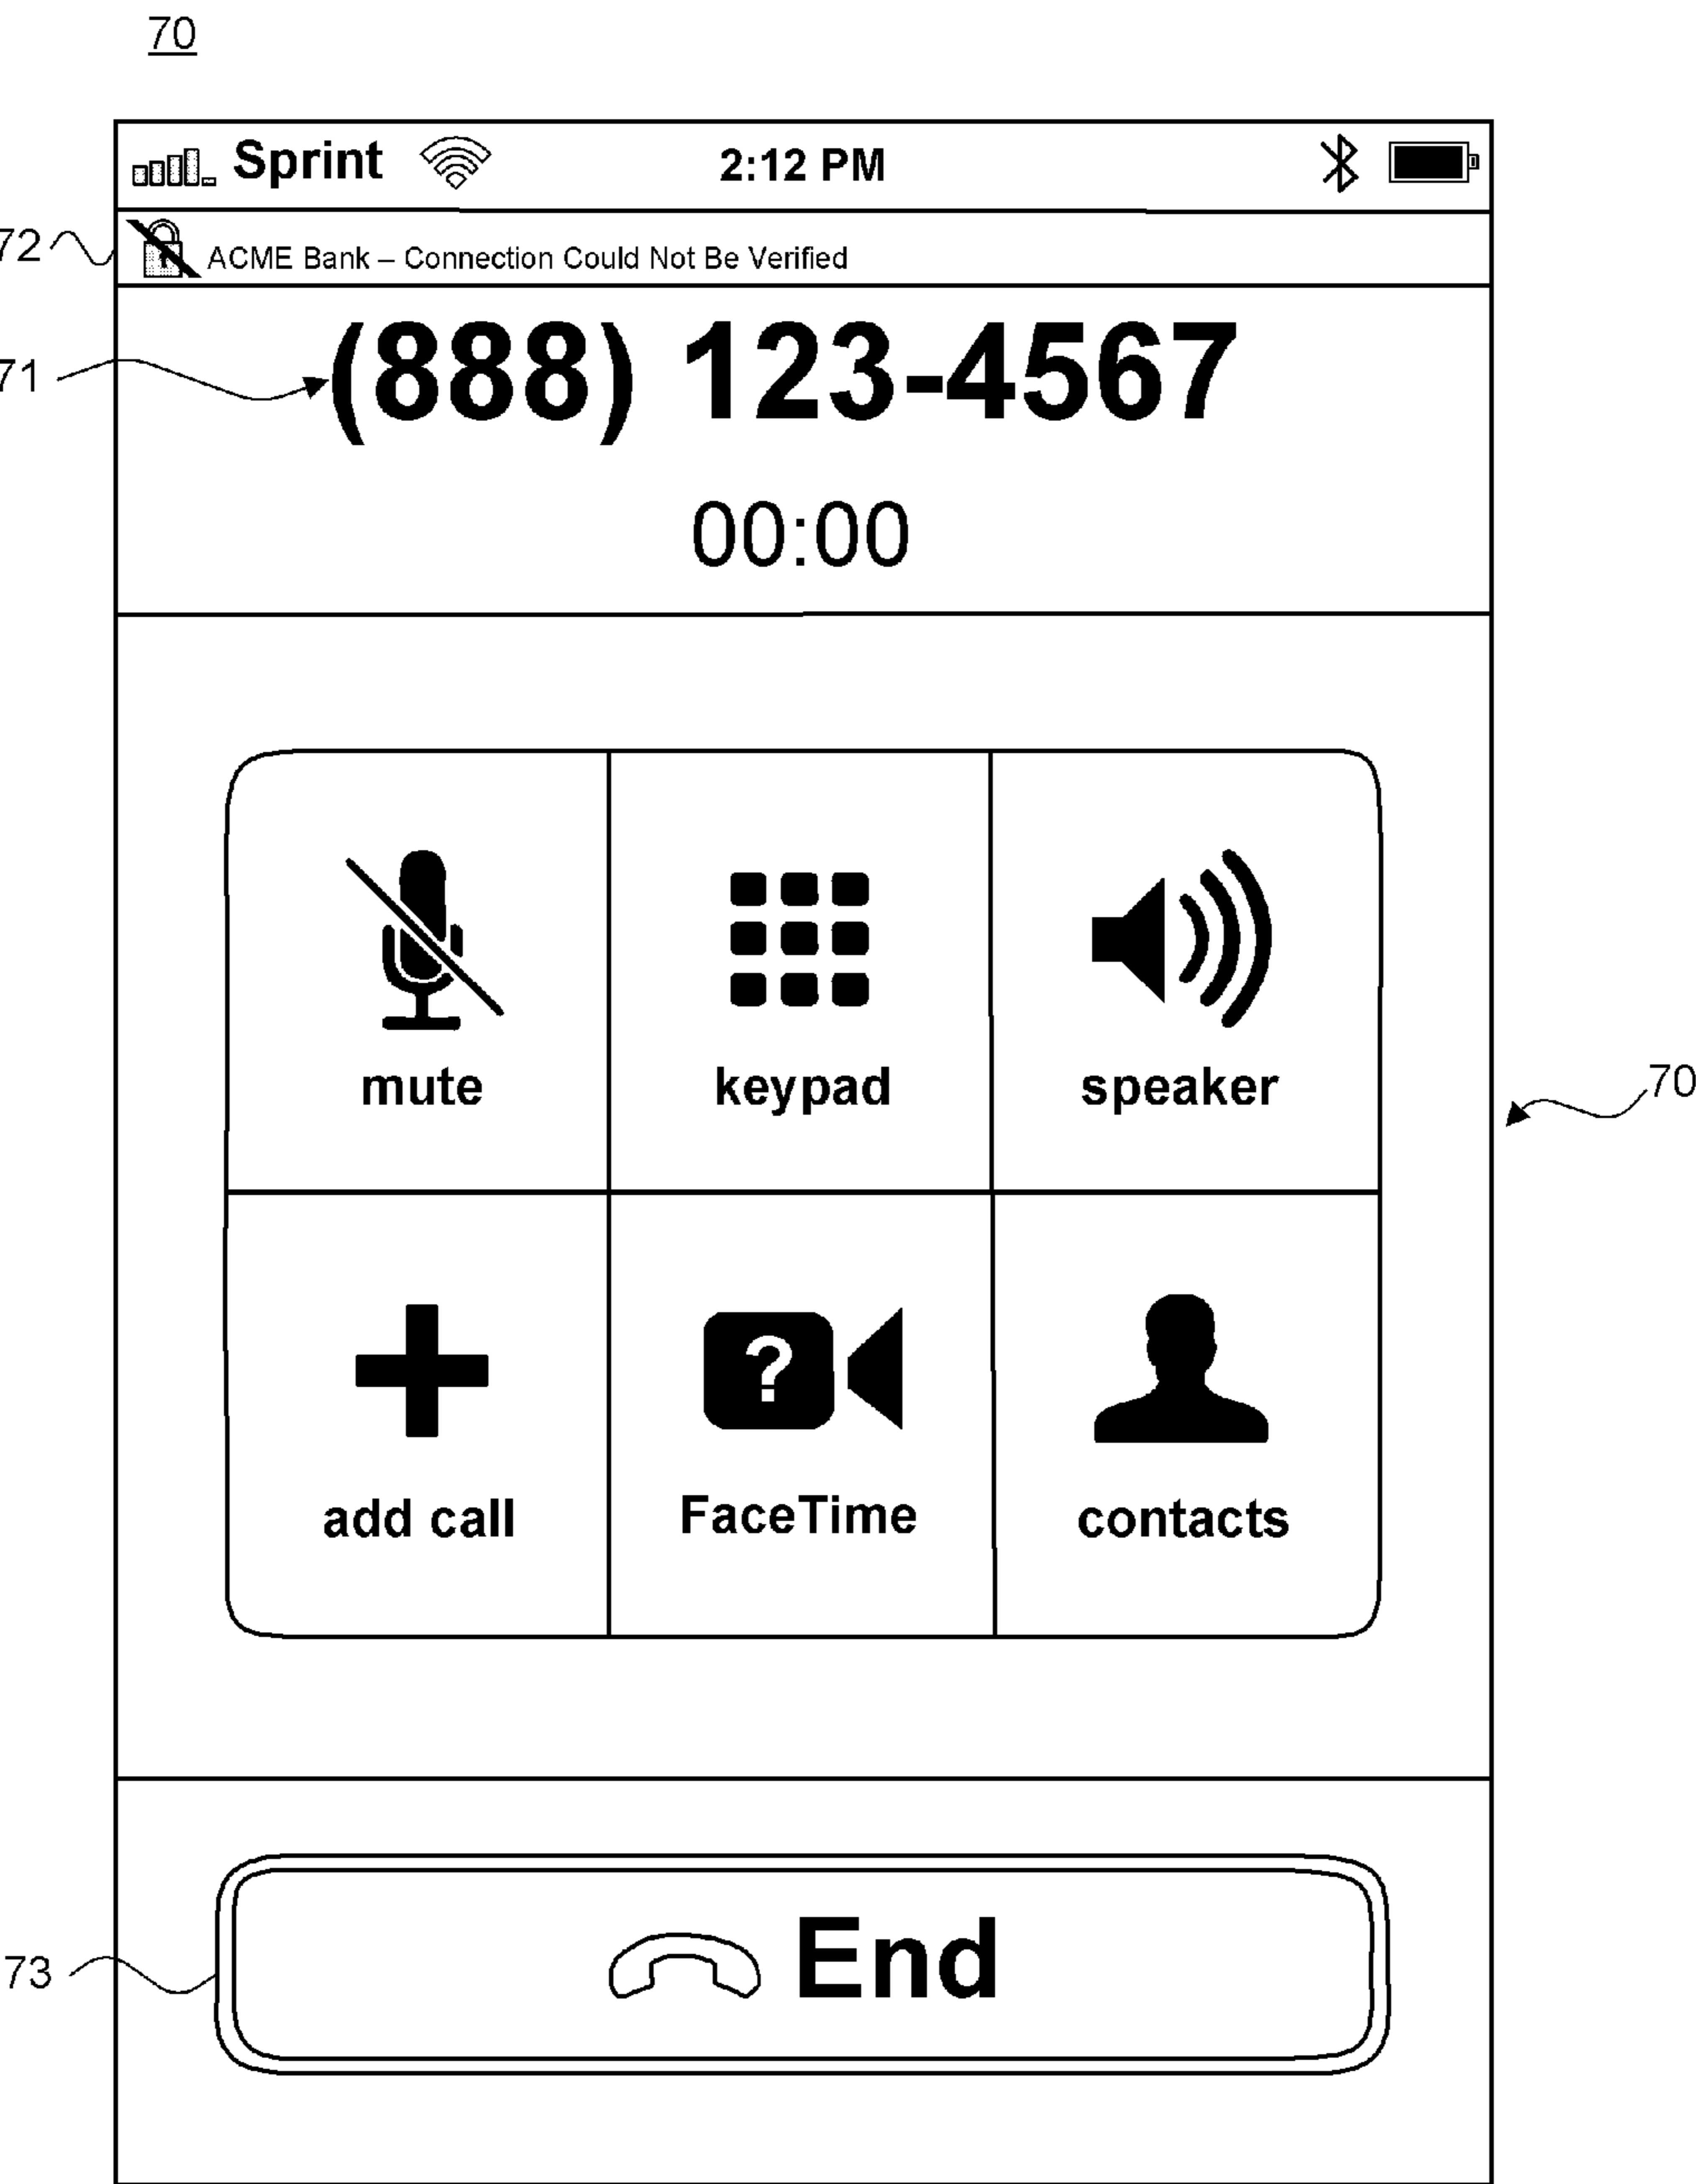 70
Sprint 2:12 PM
72 ACME Bank – Connection Could Not Be Verified
71 (888) 123-4567
00:00
mute keypad speaker
70
?
add call FaceTime contacts
73 End